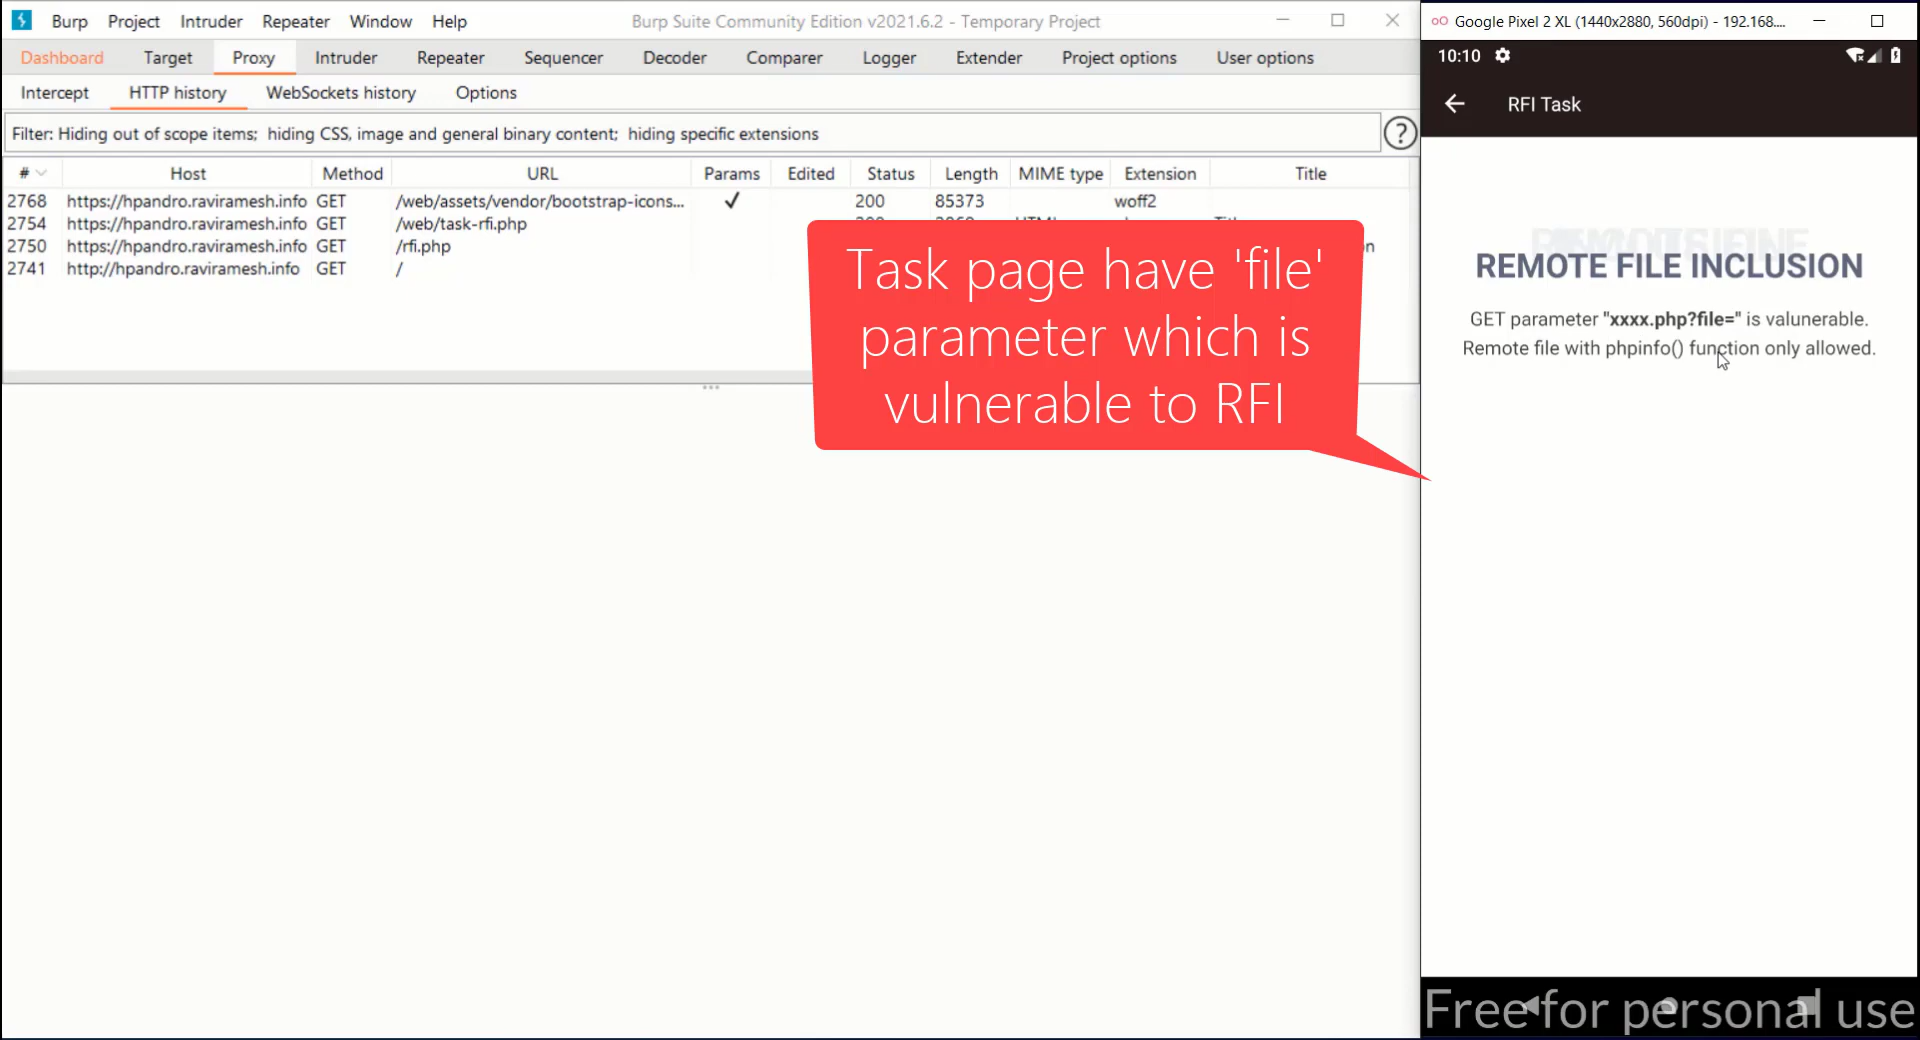 Burp Project Intruder Repeater Window Help Burp Suite Community Edition v2021.6.2 - Temporary Project
Dashboard Target Proxy Intruder Repeater Sequencer Decoder Comparer Logger Extender Project options User options
Intercept HTTP history WebSockets history Options
Filter: Hiding out of scope items; hiding CSS, image and general binary content; hiding specific extensions
?
# Host Method URL Params Edited Status Length MIME type Extension Title
2768 https://hpandro.raviramesh.info GET /web/assets/vendor/bootstrap-icons... ✓ 200 85373 woff2
2754 https://hpandro.raviramesh.info GET /web/task-rfi.php
2750 https://hpandro.raviramesh.info GET /rfi.php
2741 http://hpandro.raviramesh.info GET /
Task page have 'file'
parameter which is
vulnerable to RFI
Google Pixel 2 XL (1440x2880, 560dpi) - 192.168....
10:10
RFI Task
REMOTE FILE INCLUSION
GET parameter "xxxx.php?file=" is valunerable.
Remote file with phpinfo() function only allowed.
Free for personal use